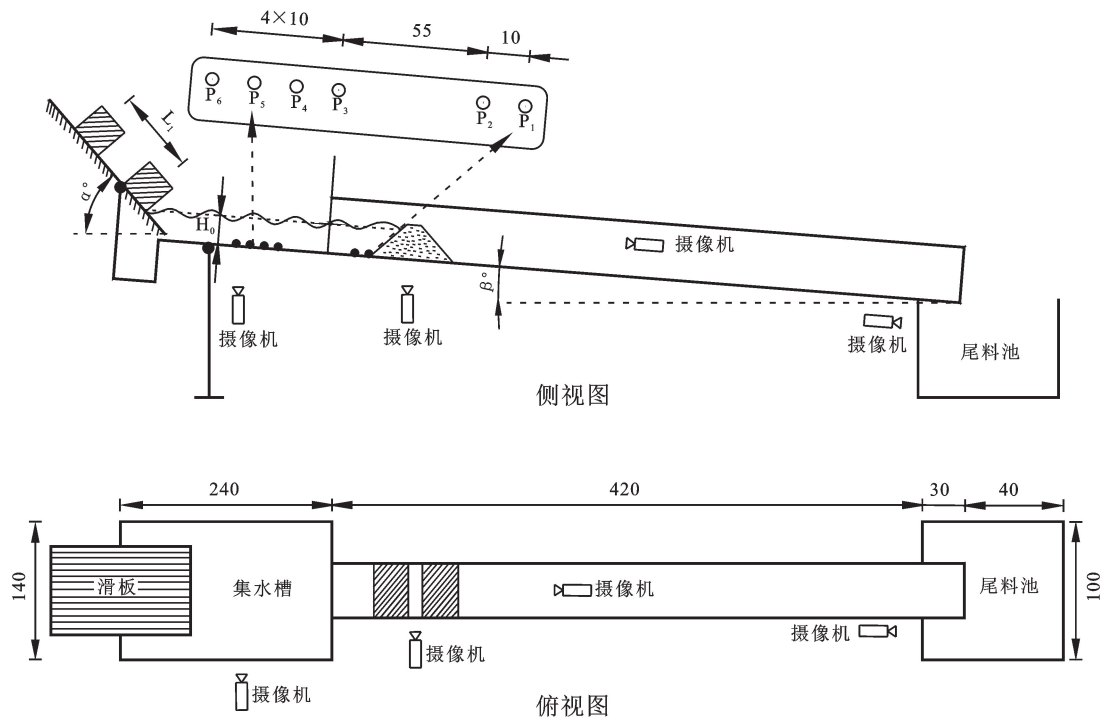 4×10
55
10
P6 P5 P4 P3 P2 P1
L1
α°
H0
摄像机
β°
摄像机
摄像机
摄像机
尾料池
侧视图
240
420
30
40
140
滑板
集水槽
摄像机
尾料池
100
摄像机
摄像机
摄像机
俯视图